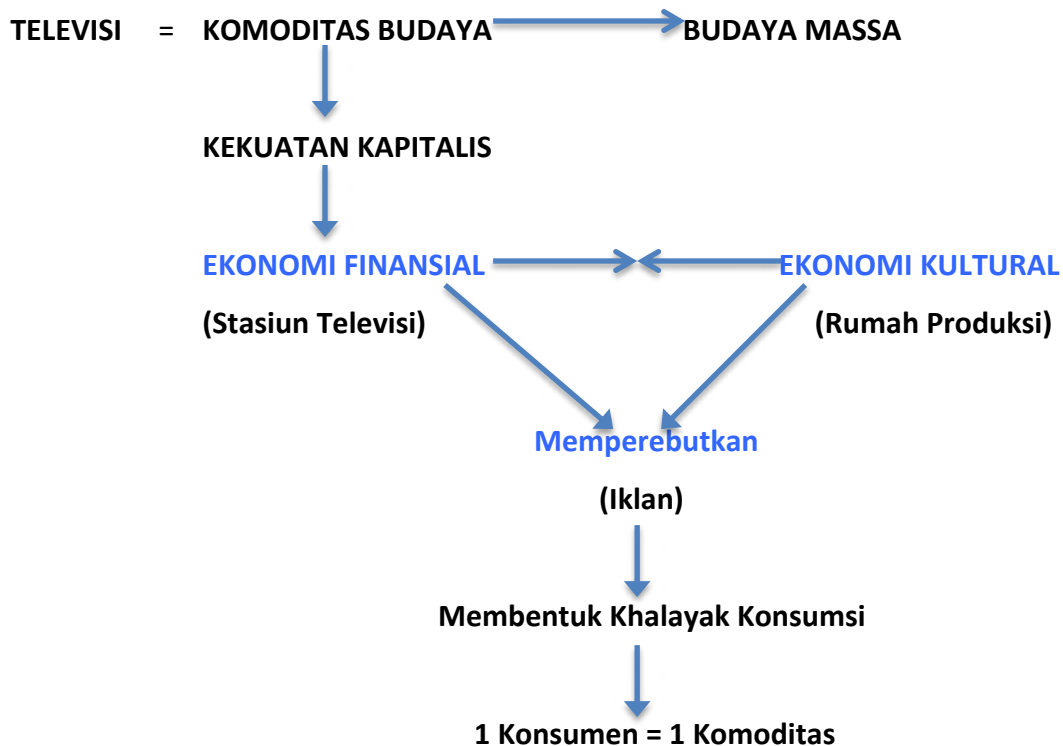 TELEVISI = KOMODITAS BUDAYA BUDAYA MASSA
KEKUATAN KAPITALIS
EKONOMI FINANSIAL EKONOMI KULTURAL
(Stasiun Televisi) (Rumah Produksi)
Memperebutkan
(Iklan)
Membentuk Khalayak Konsumsi
1 Konsumen = 1 Komoditas